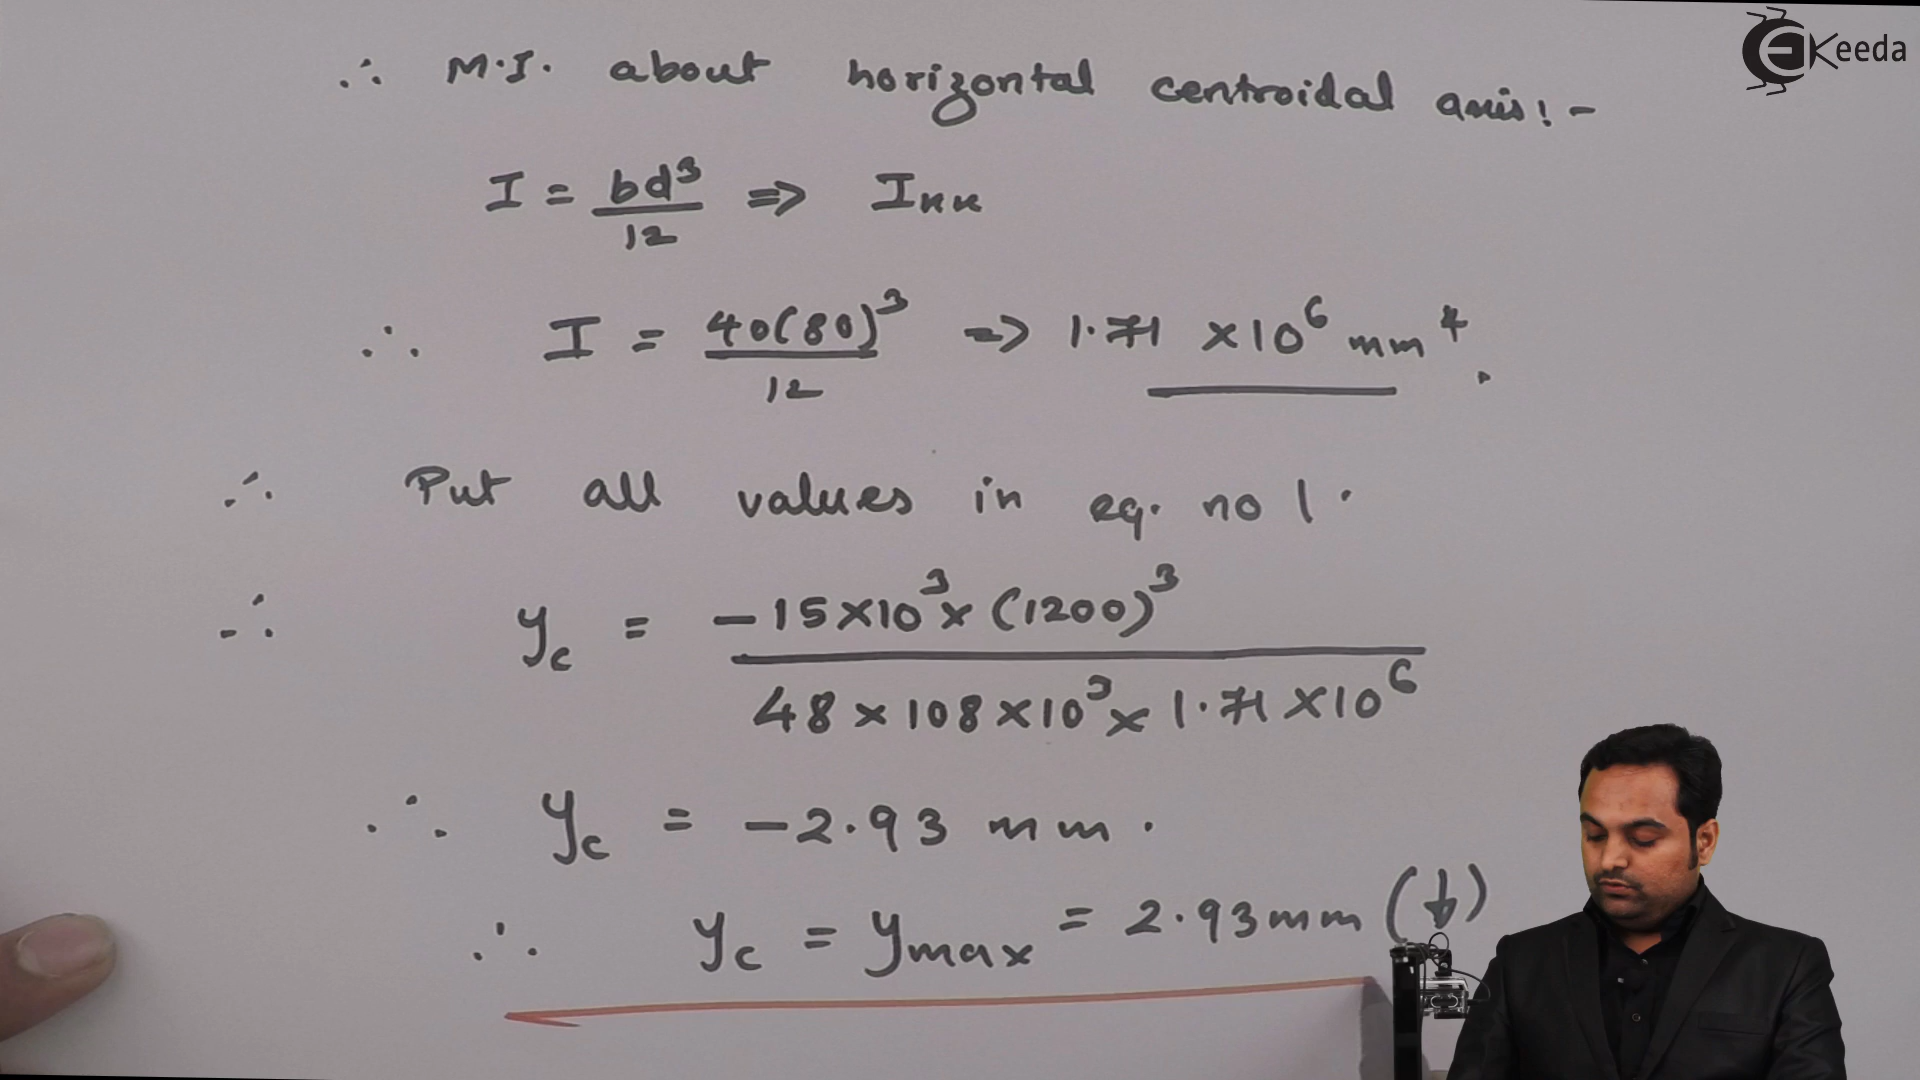 Keeda
∴ M.I. about horizontal centroidal axis:-
I = bd³/12 => Ixx
∴ I = 40(80)³/12 => 1.71 ×10⁶ mm⁴.
∴ Put all values in eq. no 1.
∴ yc = -15×10³×(1200)³ / 48×108×10³×1.71×10⁶
∴ yc = -2.93 mm.
∴ yc = ymax = 2.93mm (↓)